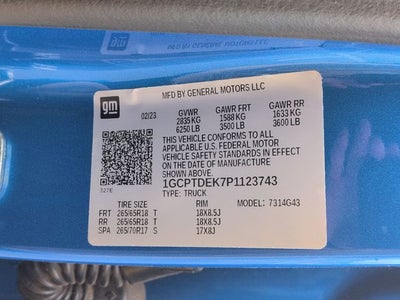 MFD BY GENERAL MOTORS LLC
gm
02/23 GVWR GAWR FRT GAWR RR
2835 KG 1588 KG 1633 KG
6250 LB 3500 LB 3600 LB
THIS VEHICLE CONFORMS TO ALL
APPLICABLE U.S. FEDERAL MOTOR
VEHICLE SAFETY STANDARDS IN EFFECT
ON THE DATE OF MANUFACTURE
SHOWN ABOVE.
1GCPTDEK7P1123743
TYPE: TRUCK
TIRE SIZE RIM MODEL: 7314G43
FRT 265/65R18 T 18X8.5J
RR 265/65R18 T 18X8.5J
SPA 265/70R17 S 17X8J